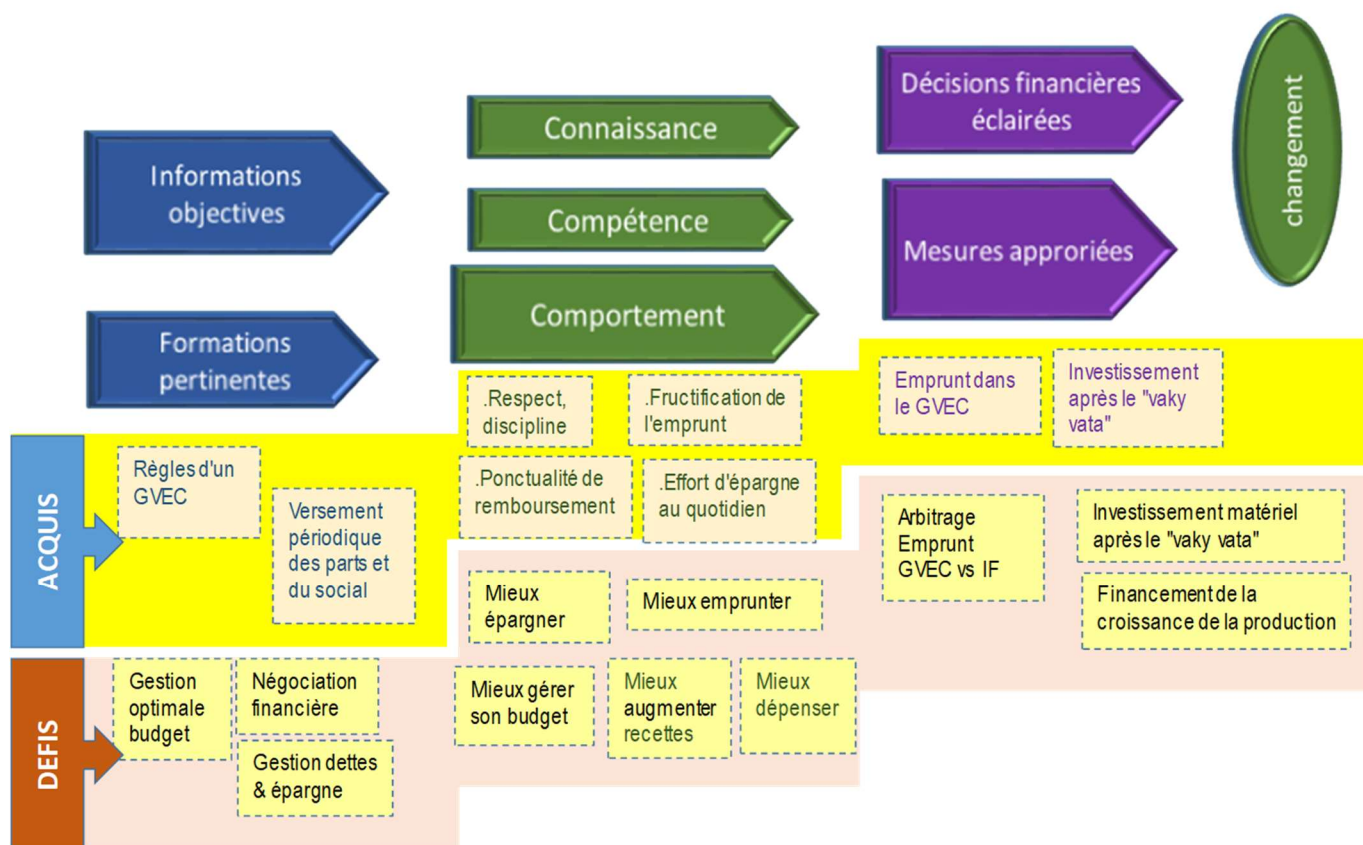 Informations
objectives
Formations
pertinentes
Connaissance
Compétence
Comportement
Décisions financières
éclairées
Mesures approriées
changement
ACQUIS
Règles d'un
GVEC
Versement
périodique
des parts et
du social
.Respect,
discipline
.Fructification de
l'emprunt
.Ponctualité de
remboursement
.Effort d'épargne
au quotidien
Emprunt dans
le GVEC
Investissement
après le "vaky
vata"
DEFIS
Gestion
optimale
budget
Négociation
financière
Gestion dettes
& épargne
Mieux
épargner
Mieux emprunter
Mieux gérer
son budget
Mieux
augmenter
recettes
Mieux
dépenser
Arbitrage
Emprunt
GVEC vs IF
Investissement matériel
après le "vaky vata"
Financement de la
croissance de la production